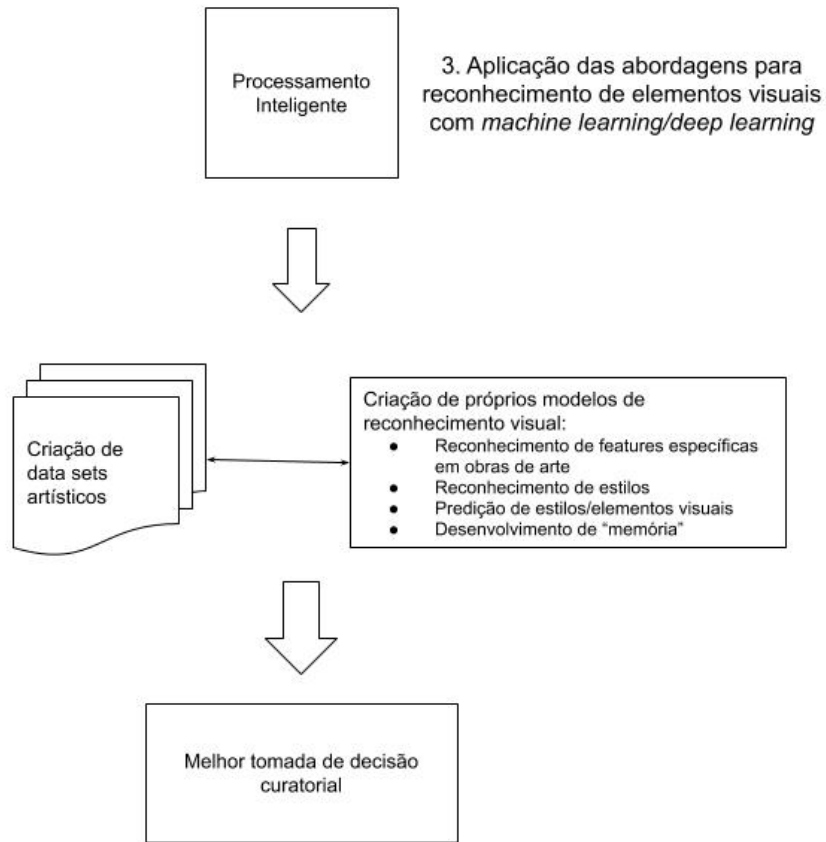 Processamento
Inteligente
3. Aplicação das abordagens para
reconhecimento de elementos visuais
com machine learning/deep learning
Criação de
data sets
artísticos
Criação de próprios modelos de
reconhecimento visual:
● Reconhecimento de features específicas
em obras de arte
● Reconhecimento de estilos
● Predição de estilos/elementos visuais
● Desenvolvimento de “memória”
Melhor tomada de decisão
curatorial